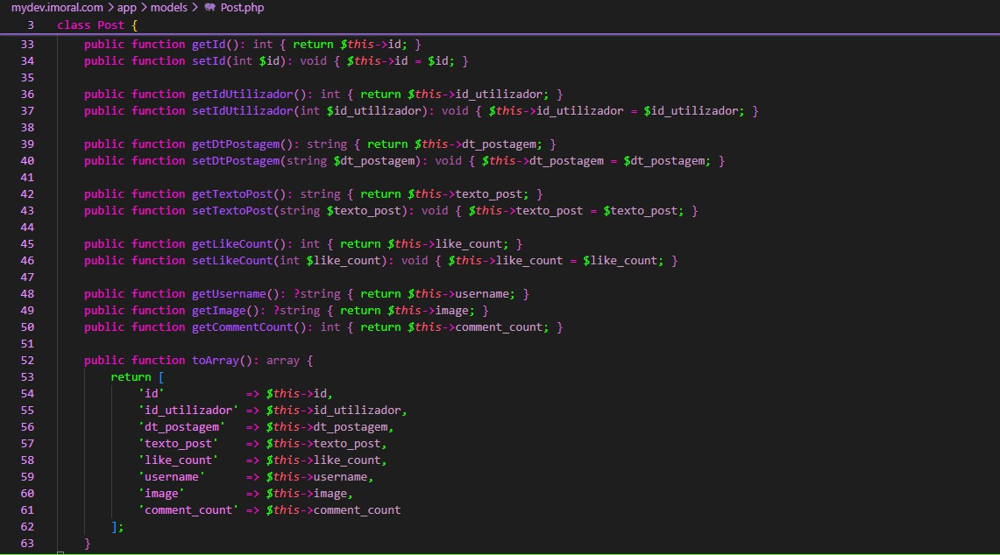 mydev.imoral.com > app > models > Post.php
3 class Post {
33 public function getId(): int { return $this->id; }
34 public function setId(int $id): void { $this->id = $id; }
35
36 public function getIdUtilizador(): int { return $this->id_utilizador; }
37 public function setIdUtilizador(int $id_utilizador): void { $this->id_utilizador = $id_utilizador; }
38
39 public function getDtPostagem(): string { return $this->dt_postagem; }
40 public function setDtPostagem(string $dt_postagem): void { $this->dt_postagem = $dt_postagem; }
41
42 public function getTextoPost(): string { return $this->texto_post; }
43 public function setTextoPost(string $texto_post): void { $this->texto_post = $texto_post; }
44
45 public function getLikeCount(): int { return $this->like_count; }
46 public function setLikeCount(int $like_count): void { $this->like_count = $like_count; }
47
48 public function getUsername(): ?string { return $this->username; }
49 public function getImage(): ?string { return $this->image; }
50 public function getCommentCount(): int { return $this->comment_count; }
51
52 public function toArray(): array {
53 return [
54 'id' => $this->id,
55 'id_utilizador' => $this->id_utilizador,
56 'dt_postagem' => $this->dt_postagem,
57 'texto_post' => $this->texto_post,
58 'like_count' => $this->like_count,
59 'username' => $this->username,
60 'image' => $this->image,
61 'comment_count' => $this->comment_count
62 ];
63 }